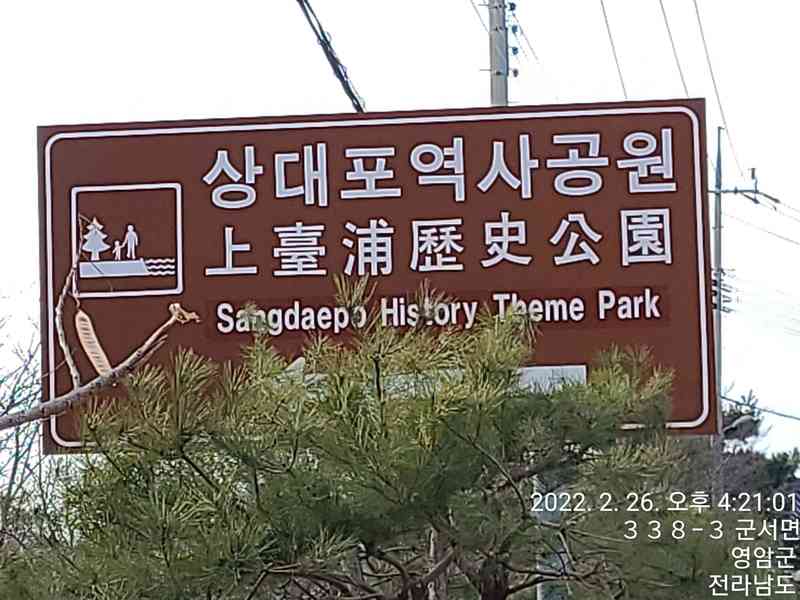 상대포역사공원
上臺浦歷史公園
Sangdaepo History Theme Park
2022. 2. 26. 오후 4:21:01
338-3 군서면
영암군
전라남도